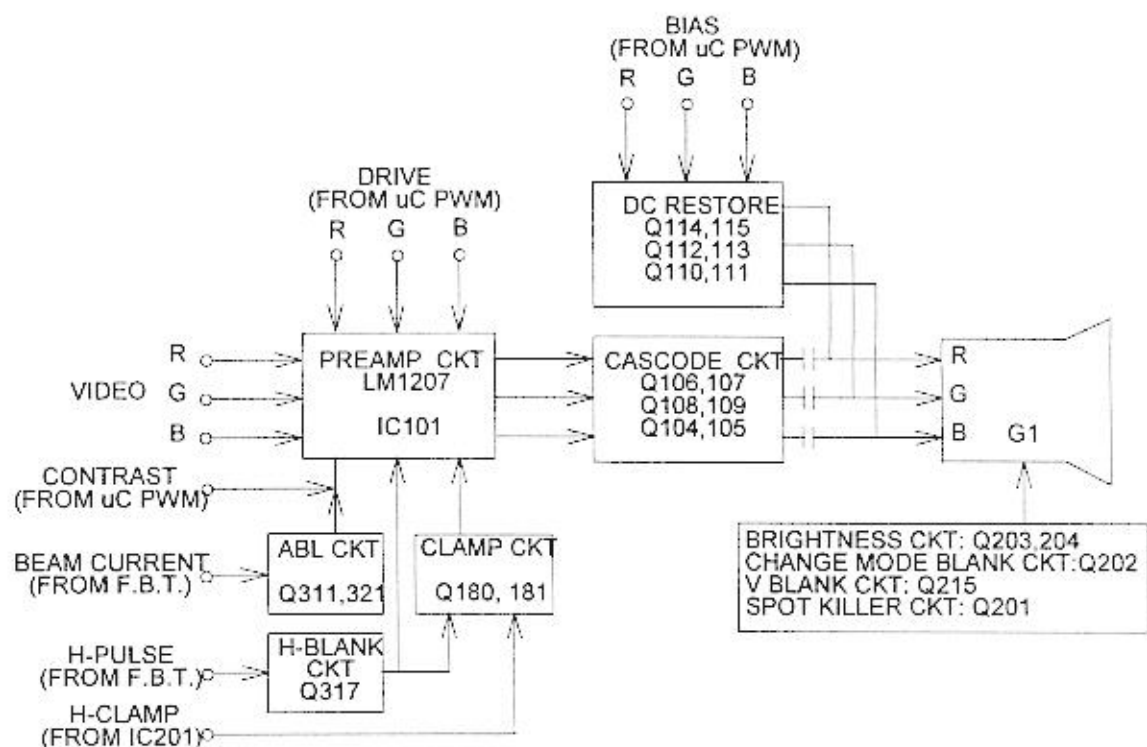 BIAS
(FROM uC PWM)
R G B
DRIVE
(FROM uC PWM)
R G B
DC RESTORE
Q114,115
Q112,113
Q110,111
R
VIDEO G
B
PREAMP CKT
LM1207
IC101
CASCODE CKT
Q106,107
Q108,109
Q104,105
R
G
B
G1
CONTRAST
(FROM uC PWM)
BEAM CURRENT
(FROM F.B.T.)
ABL CKT
Q311,321
CLAMP CKT
Q180, 181
BRIGHTNESS CKT: Q203,204
CHANGE MODE BLANK CKT:Q202
V BLANK CKT: Q215
SPOT KILLER CKT: Q201
H-PULSE
(FROM F.B.T.)
H-BLANK
CKT
Q317
H-CLAMP
(FROM IC201)